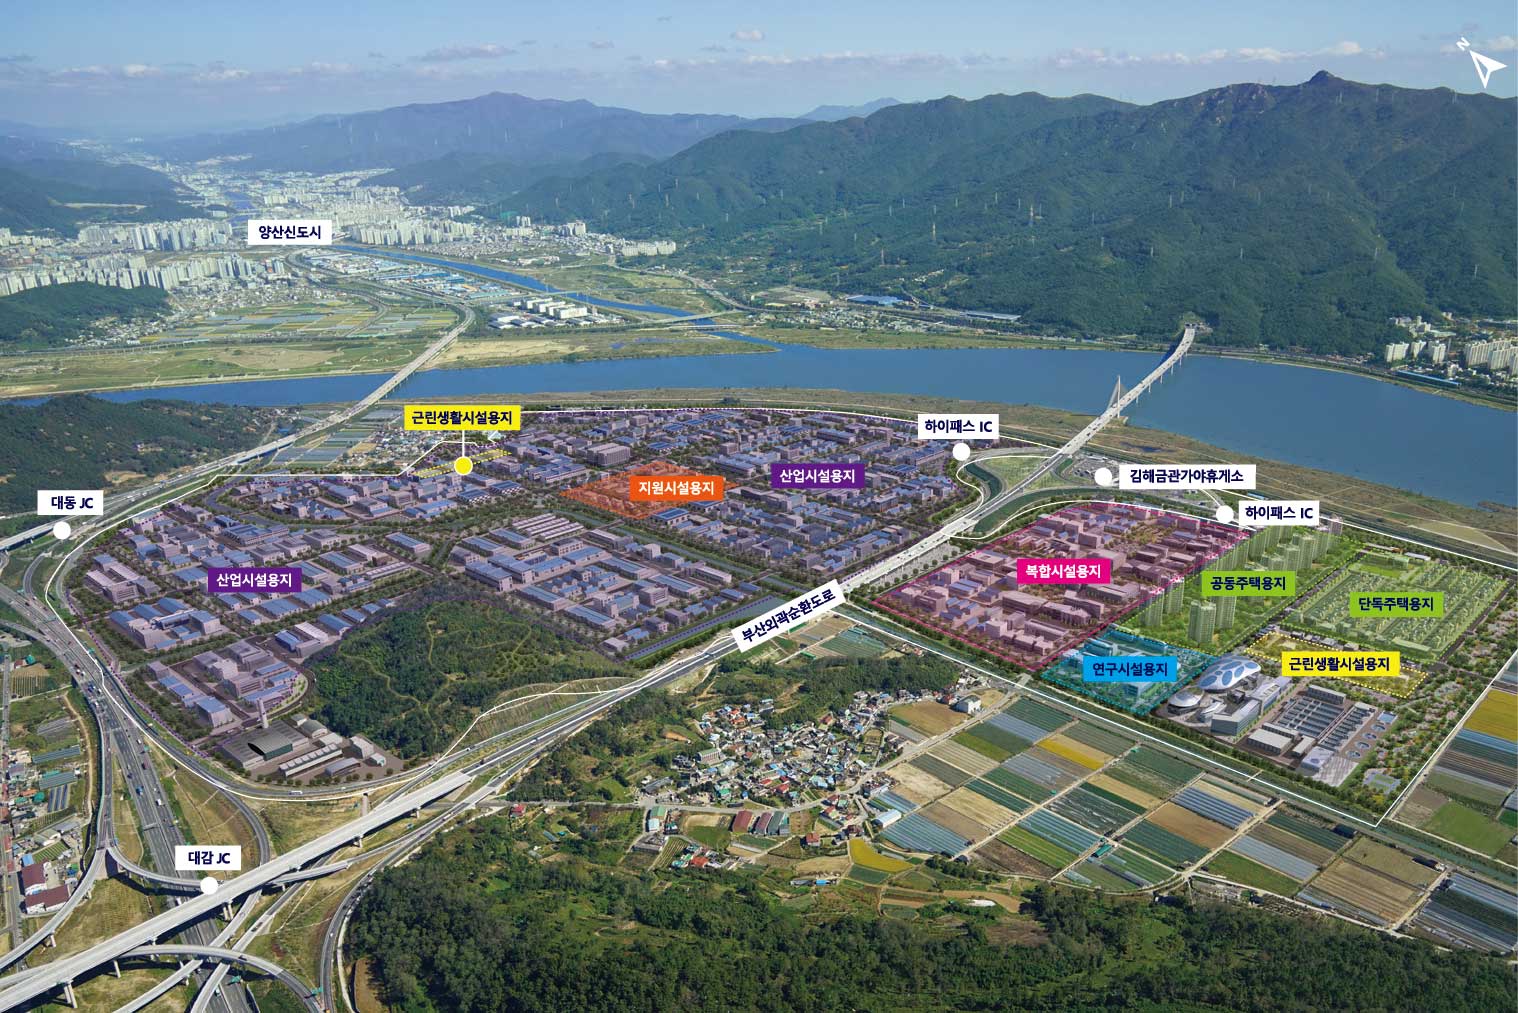 N
양산신도시
근린생활시설용지
하이패스 IC
산업시설용지
김해금관가야휴게소
지원시설용지
대동 JC
하이패스 IC
복합시설용지
산업시설용지
공동주택용지
단독주택용지
부산외곽순환도로
연구시설용지
근린생활시설용지
대감 JC